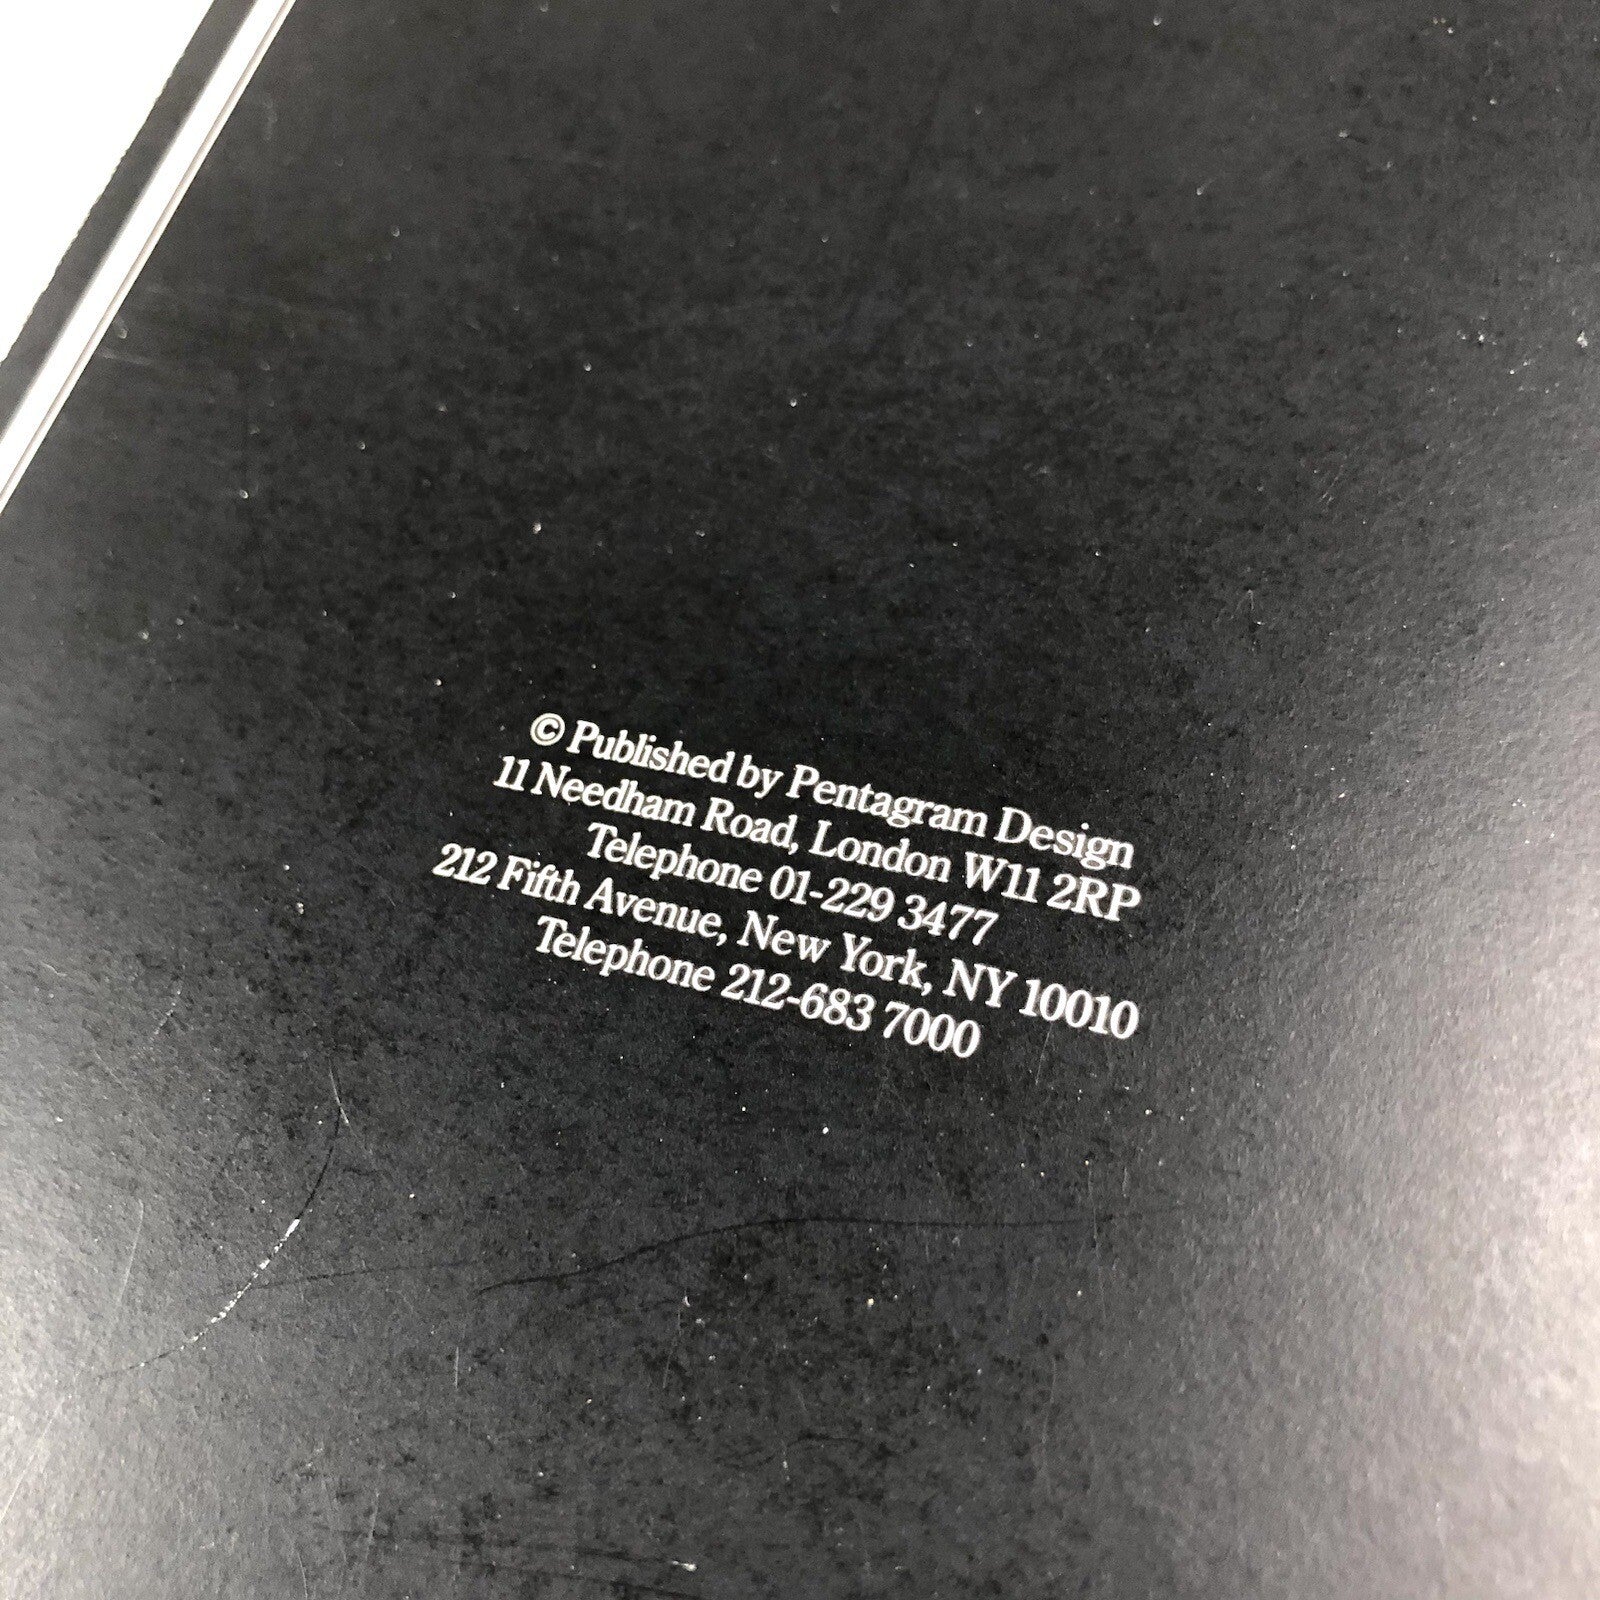 © Published by Pentagram Design
11 Needham Road, London W11 2RP
Telephone 01-229 3477
212 Fifth Avenue, New York, NY 10010
Telephone 212-683 7000